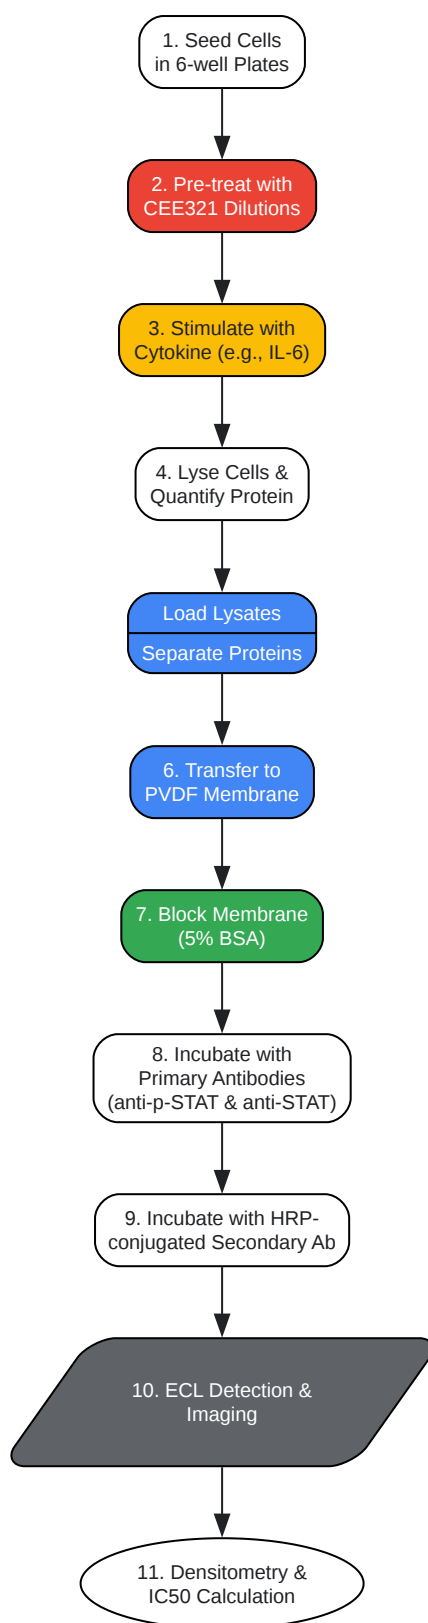 1. Seed Cells
in 6-well Plates
2. Pre-treat with
CEE321 Dilutions
3. Stimulate with
Cytokine (e.g., IL-6)
4. Lyse Cells &
Quantify Protein
Load Lysates
Separate Proteins
6. Transfer to
PVDF Membrane
7. Block Membrane
(5% BSA)
8. Incubate with
Primary Antibodies
(anti-p-STAT & anti-STAT)
9. Incubate with HRP-
conjugated Secondary Ab
10. ECL Detection &
Imaging
11. Densitometry &
IC50 Calculation